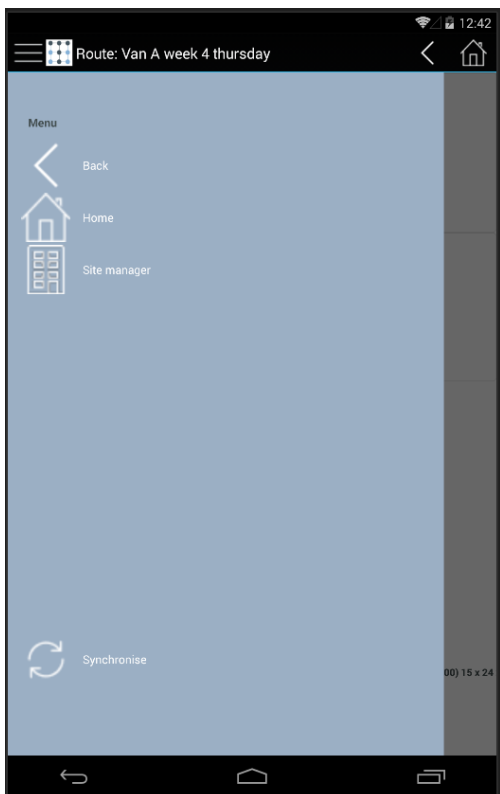 12:42
Route: Van A week 4 thursday
Menu
Back
Home
Site manager
Synchronise
00) 15 x 24